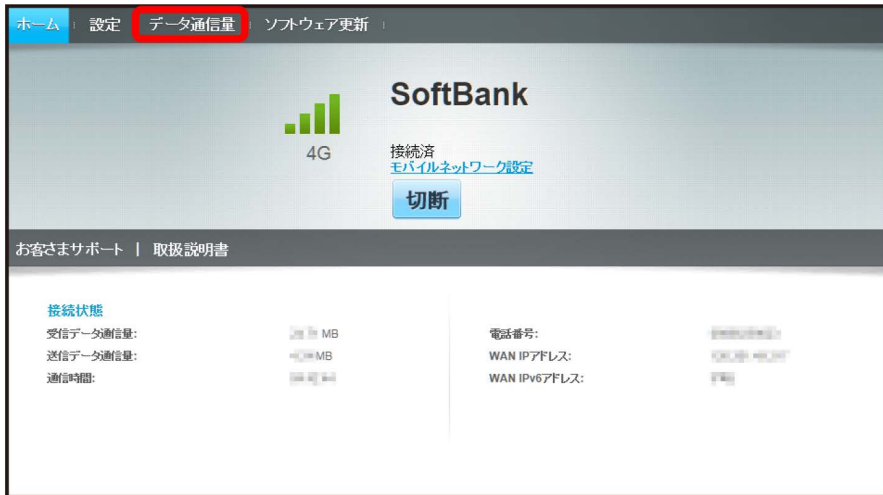 ホーム 設定 データ通信量 ソフトウェア更新
SoftBank
4G
接続済
モバイルネットワーク設定
切断
お客さまサポート | 取扱説明書
接続状態
受信データ通信量: MB
送信データ通信量: MB
通信時間:
電話番号:
WAN IPアドレス:
WAN IPv6アドレス: